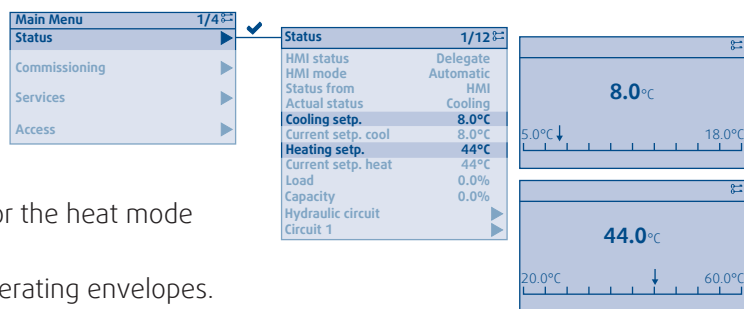 Main Menu 1/4
Status
Commissioning
Services
Access
Status 1/12
HMI status Delegate
HMI mode Automatic
Status from HMI
Actual status Cooling
Cooling setp. 8.0°C
Current setp. cool 8.0°C
Heating setp. 44°C
Current setp. heat 44°C
Load 0.0%
Capacity 0.0%
Hydraulic circuit
Circuit 1
8.0°C
5.0°C 18.0°C
44.0°C
20.0°C 60.0°C
or the heat mode
erating envelopes.